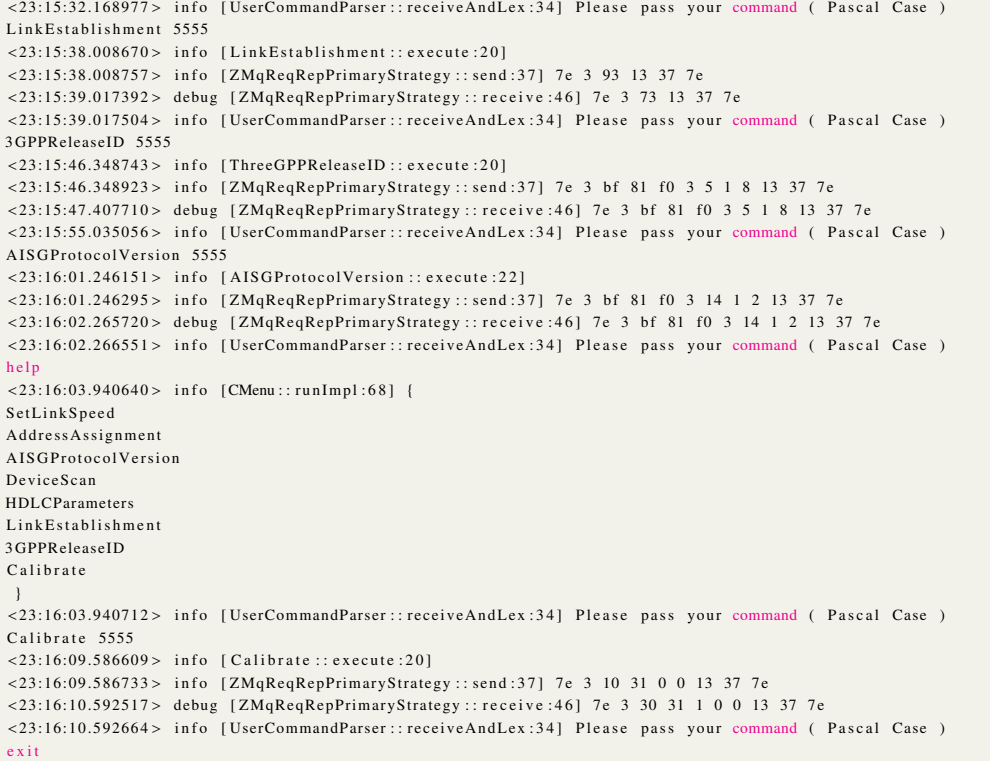 <23:15:32.168977> info [UserCommandParser::receiveAndLex:34] Please pass your command ( Pascal Case )
LinkEstablishment 5555
<23:15:38.008670> info [LinkEstablishment::execute:20]
<23:15:38.008757> info [ZMqReqRepPrimaryStrategy::send:37] 7e 3 93 13 37 7e
<23:15:39.017392> debug [ZMqReqRepPrimaryStrategy::receive:46] 7e 3 73 13 37 7e
<23:15:39.017504> info [UserCommandParser::receiveAndLex:34] Please pass your command ( Pascal Case )
3GPPReleaseID 5555
<23:15:46.348743> info [ThreeGPPReleaseID::execute:20]
<23:15:46.348923> info [ZMqReqRepPrimaryStrategy::send:37] 7e 3 bf 81 f0 3 5 1 8 13 37 7e
<23:15:47.407710> debug [ZMqReqRepPrimaryStrategy::receive:46] 7e 3 bf 81 f0 3 5 1 8 13 37 7e
<23:15:55.035056> info [UserCommandParser::receiveAndLex:34] Please pass your command ( Pascal Case )
AISGProtocolVersion 5555
<23:16:01.246151> info [AISGProtocolVersion::execute:22]
<23:16:01.246295> info [ZMqReqRepPrimaryStrategy::send:37] 7e 3 bf 81 f0 3 14 1 2 13 37 7e
<23:16:02.265720> debug [ZMqReqRepPrimaryStrategy::receive:46] 7e 3 bf 81 f0 3 14 1 2 13 37 7e
<23:16:02.266551> info [UserCommandParser::receiveAndLex:34] Please pass your command ( Pascal Case )
help
<23:16:03.940640> info [CMenu::runImpl:68] {
SetLinkSpeed
AddressAssignment
AISGProtocolVersion
DeviceScan
HDLCParameters
LinkEstablishment
3GPPReleaseID
Calibrate
}
<23:16:03.940712> info [UserCommandParser::receiveAndLex:34] Please pass your command ( Pascal Case )
Calibrate 5555
<23:16:09.586609> info [Calibrate::execute:20]
<23:16:09.586733> info [ZMqReqRepPrimaryStrategy::send:37] 7e 3 10 31 0 0 13 37 7e
<23:16:10.592517> debug [ZMqReqRepPrimaryStrategy::receive:46] 7e 3 30 31 1 0 0 13 37 7e
<23:16:10.592664> info [UserCommandParser::receiveAndLex:34] Please pass your command ( Pascal Case )
exit